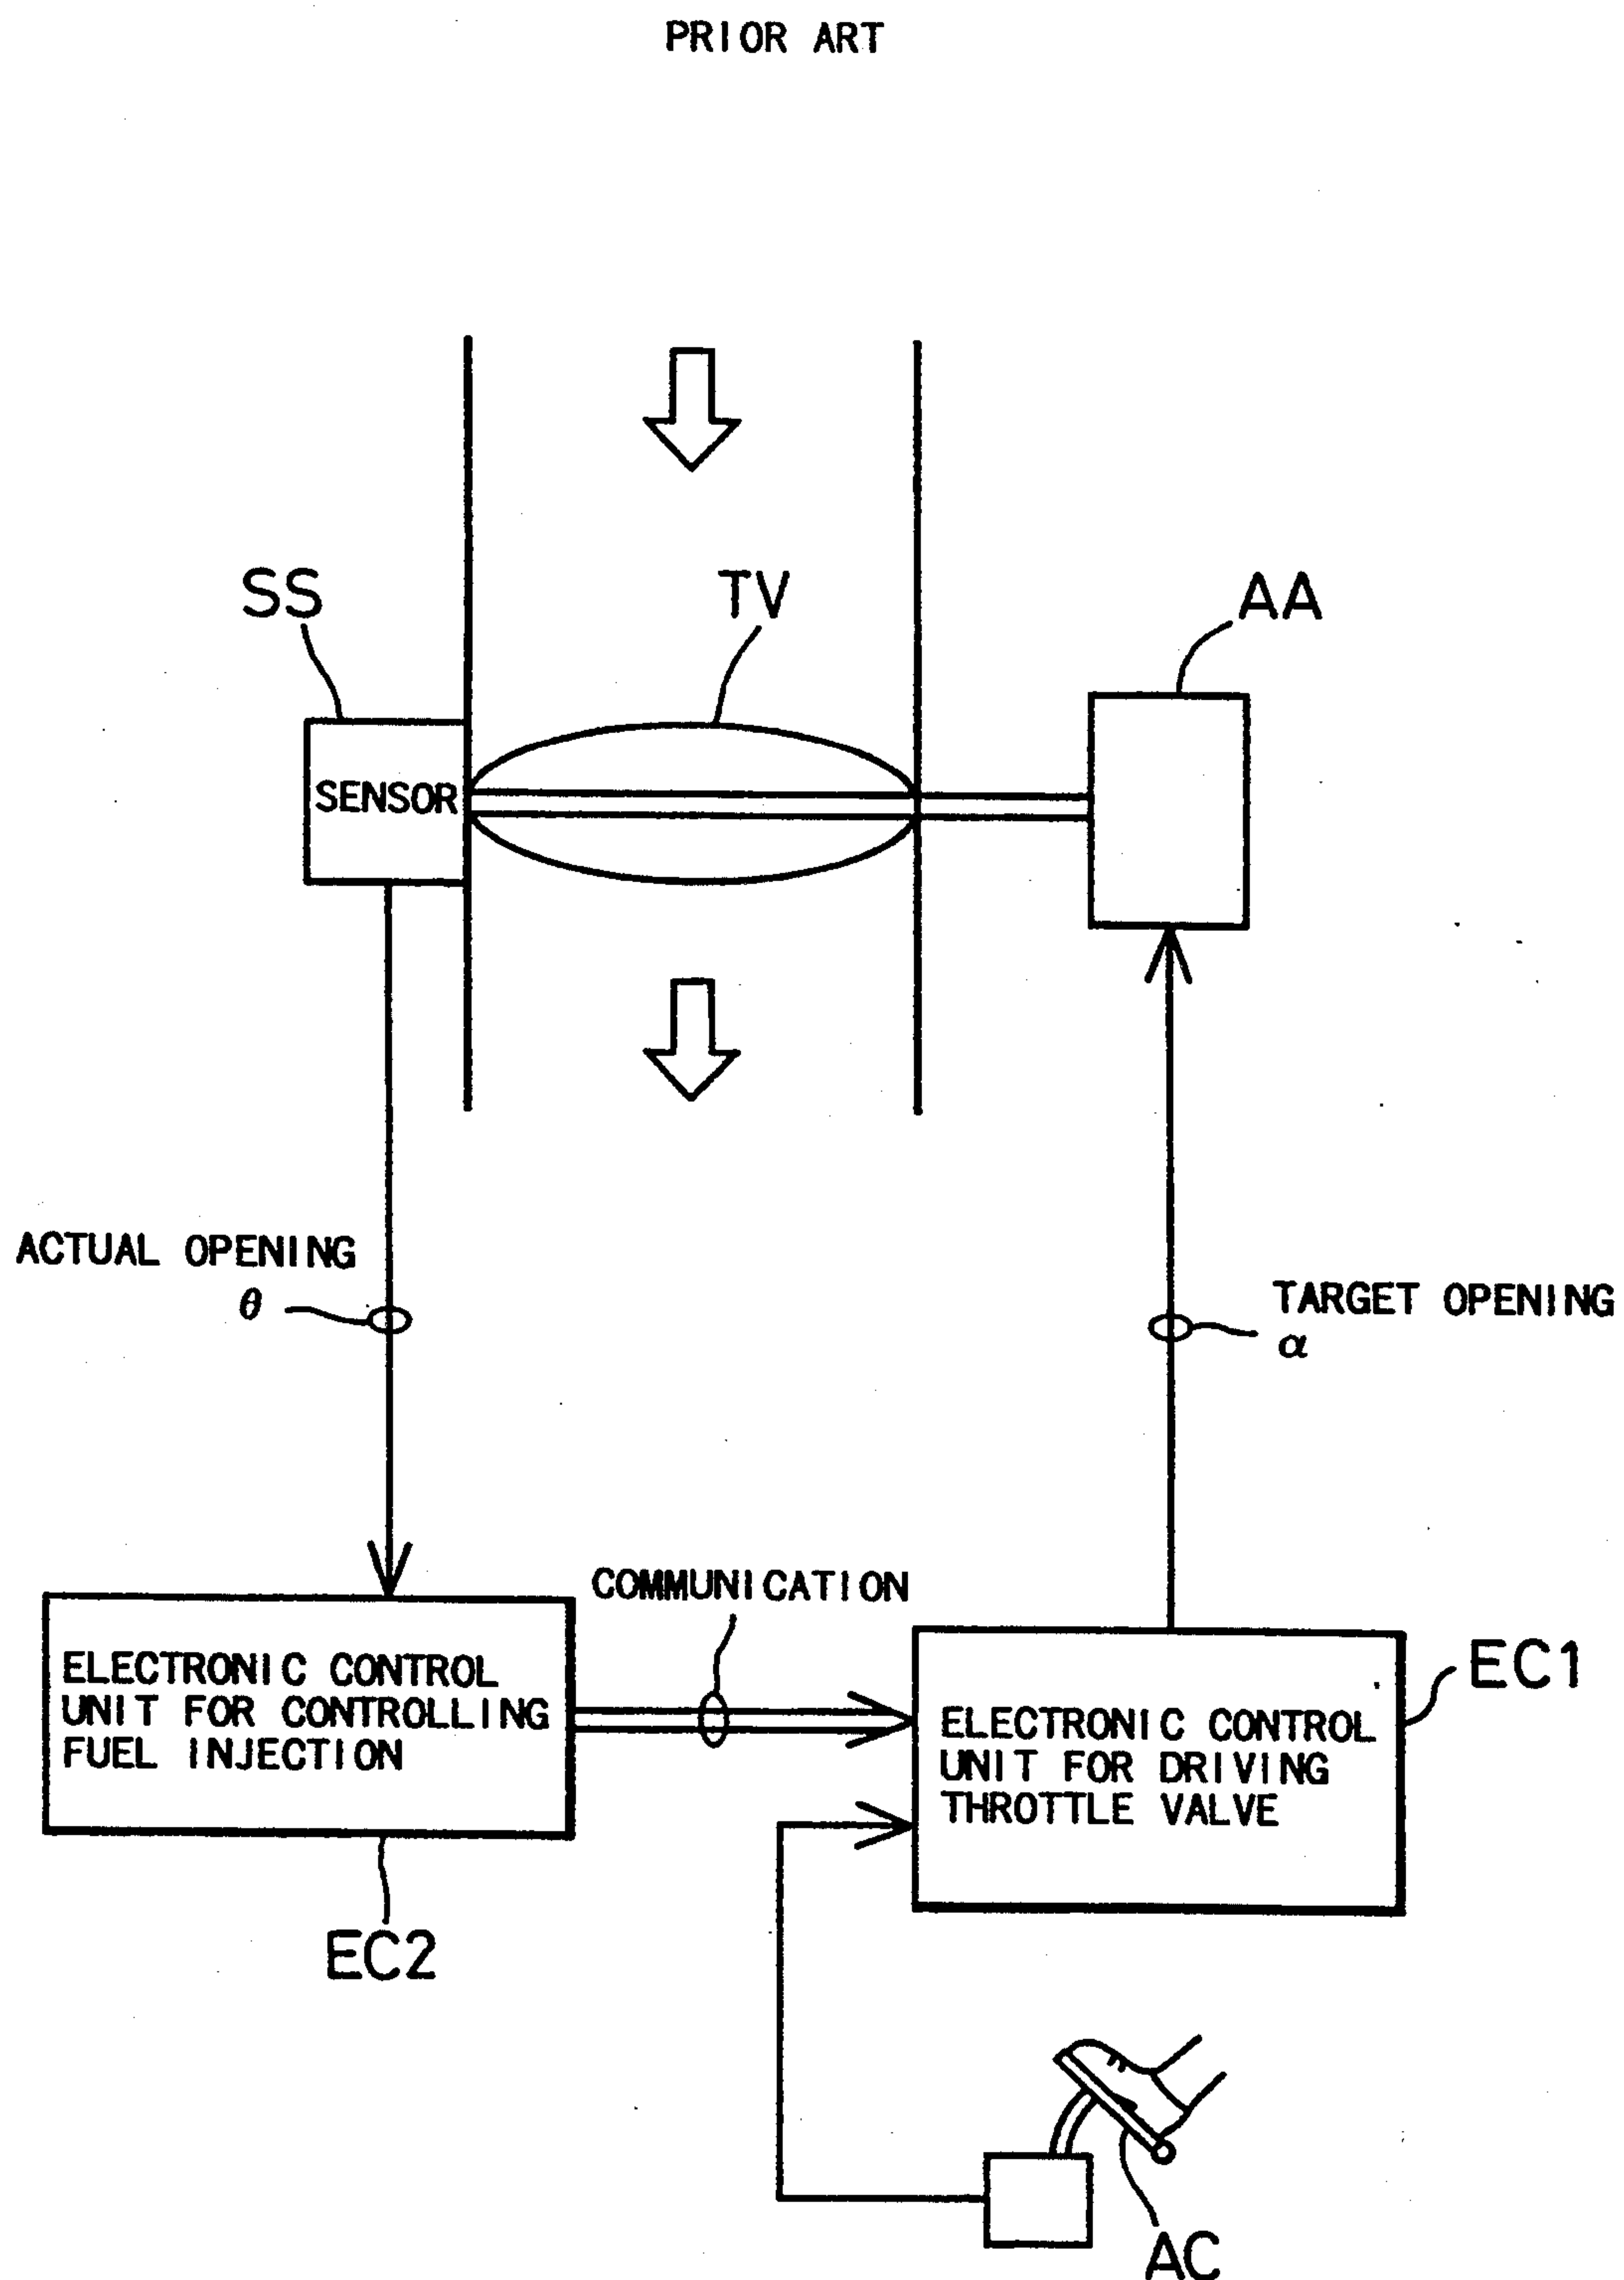 PRIOR ART
SS
TV
AA
SENSOR
ACTUAL OPENING
θ
TARGET OPENING
α
COMMUNICATION
ELECTRONIC CONTROL
UNIT FOR CONTROLLING
FUEL INJECTION
EC1
ELECTRONIC CONTROL
UNIT FOR DRIVING
THROTTLE VALVE
EC2
AC